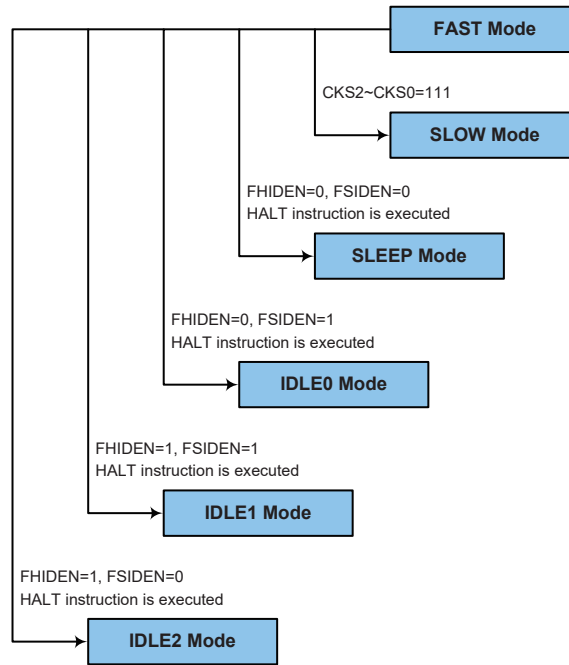 FAST Mode
CKS2~CKS0=111
SLOW Mode
FHIDEN=0, FSIDEN=0
HALT instruction is executed
SLEEP Mode
FHIDEN=0, FSIDEN=1
HALT instruction is executed
IDLE0 Mode
FHIDEN=1, FSIDEN=1
HALT instruction is executed
IDLE1 Mode
FHIDEN=1, FSIDEN=0
HALT instruction is executed
IDLE2 Mode